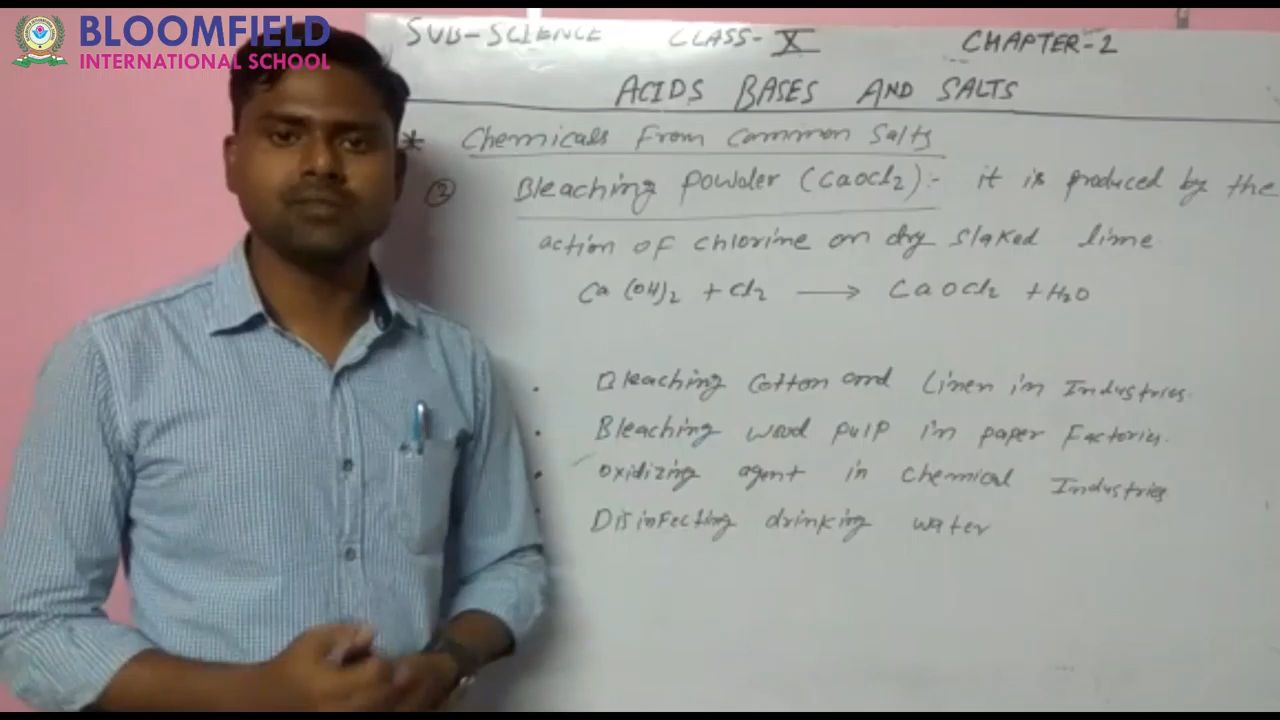 BLOOMFIELD
INTERNATIONAL SCHOOL
SUB-SCIENCE CLASS-X CHAPTER-2
ACIDS BASES AND SALTS
* Chemicals From Common Salts
② Bleaching Powder (CaOCl2):- it is produced by the
action of chlorine on dry slaked lime.
Ca(OH)2 + Cl2 ⟶ CaOCl2 + H2O
• Bleaching Cotton and Linen in Industries.
• Bleaching wood pulp in paper Factories.
• Oxidizing agent in chemical Industries
• Disinfecting drinking water